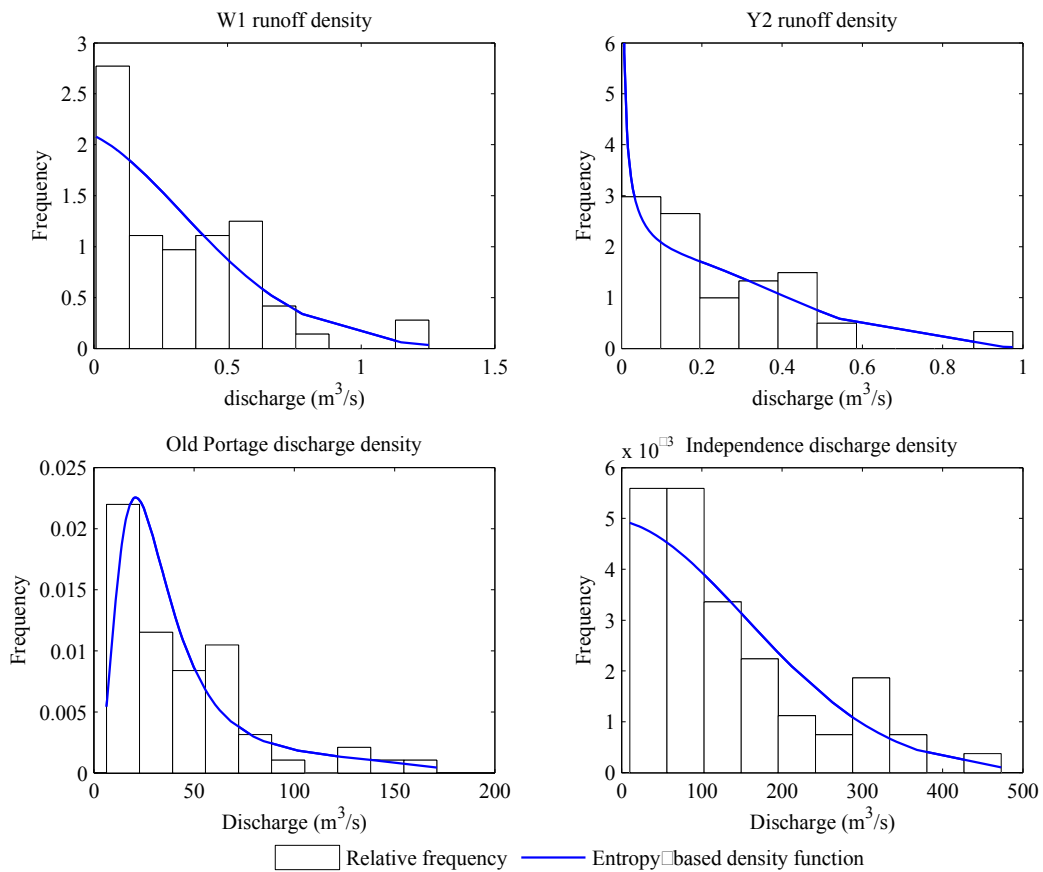 W1 runoff density
3
2.5
2
1.5
1
0.5
0
Frequency
0 0.5 1 1.5
discharge (m³/s)
Y2 runoff density
6
5
4
3
2
1
0
Frequency
0 0.2 0.4 0.6 0.8 1
discharge (m³/s)
Old Portage discharge density
0.025
0.02
0.015
0.01
0.005
0
Frequency
0 50 100 150 200
Discharge (m³/s)
x 10□³ Independence discharge density
6
5
4
3
2
1
0
Frequency
0 100 200 300 400 500
Discharge (m³/s)
Relative frequency Entropy□based density function